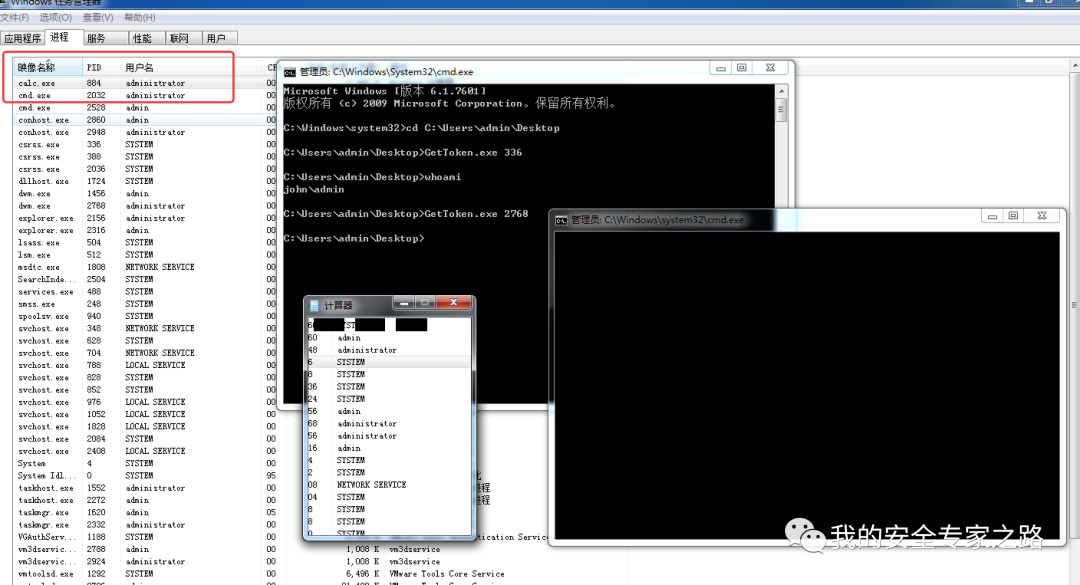 Windows 任务管理器
文件(F) 选项(O) 查看(V) 帮助(H)
应用程序 进程 服务 性能 联网 用户
映像名称 PID 用户名
calc.exe 884 administrator 00
cmd.exe 2032 administrator 00
cmd.exe 2528 admin 00
conhost.exe 2860 admin 00
conhost.exe 2948 administrator 00
csrss.exe 336 SYSTEM 00
csrss.exe 388 SYSTEM 00
csrss.exe 2036 SYSTEM 00
dllhost.exe 1724 SYSTEM 00
dwm.exe 1456 admin 00
dwm.exe 2768 administrator 00
explorer.exe 2156 administrator 00
explorer.exe 2316 admin 00
lsass.exe 504 SYSTEM 00
lsm.exe 512 SYSTEM 00
msdtc.exe 1808 NETWORK SERVICE 00
SearchInde... 2504 SYSTEM 00
services.exe 488 SYSTEM 00
smss.exe 248 SYSTEM 00
spoolsv.exe 940 SYSTEM 00
svchost.exe 348 NETWORK SERVICE 00
svchost.exe 628 SYSTEM 00
svchost.exe 704 NETWORK SERVICE 00
svchost.exe 788 LOCAL SERVICE 00
svchost.exe 828 SYSTEM 00
svchost.exe 852 SYSTEM 00
svchost.exe 976 LOCAL SERVICE 00
svchost.exe 1052 LOCAL SERVICE 00
svchost.exe 1828 LOCAL SERVICE 00
svchost.exe 2084 SYSTEM 00
svchost.exe 2408 LOCAL SERVICE 00
System 4 SYSTEM 00
System Idl... 0 SYSTEM 95
taskhost.exe 1552 administrator 00
taskhost.exe 2272 admin 00
taskmgr.exe 1620 admin 05
taskmgr.exe 2332 administrator 00
VGAuthServ... 1188 SYSTEM 00
vm3dservic... 2788 admin 00 1,008 K vm3dservice
vm3dservic... 2924 administrator 00 1,008 K vm3dservice
vmtoolsd.exe 1292 SYSTEM 00 6,496 K VMware Tools Core Service
管理员: C:\Windows\System32\cmd.exe
Microsoft Windows [版本 6.1.7601]
版权所有 (c) 2009 Microsoft Corporation。保留所有权利。
C:\Windows\system32>cd C:\Users\admin\Desktop
C:\Users\admin\Desktop>GetToken.exe 336
C:\Users\admin\Desktop>whoami
john\admin
C:\Users\admin\Desktop>GetToken.exe 2768
C:\Users\admin\Desktop>
管理员: C:\Windows\system32\cmd.exe
计算器
60 admin
48 administrator
6 SYSTEM
8 SYSTEM
36 SYSTEM
24 SYSTEM
56 admin
68 administrator
56 administrator
16 admin
4 SYSTEM
2 SYSTEM
08 NETWORK SERVICE
04 SYSTEM
8 SYSTEM
8 SYSTEM
0 SYSTEM
进程
进程
我的安全专家之路